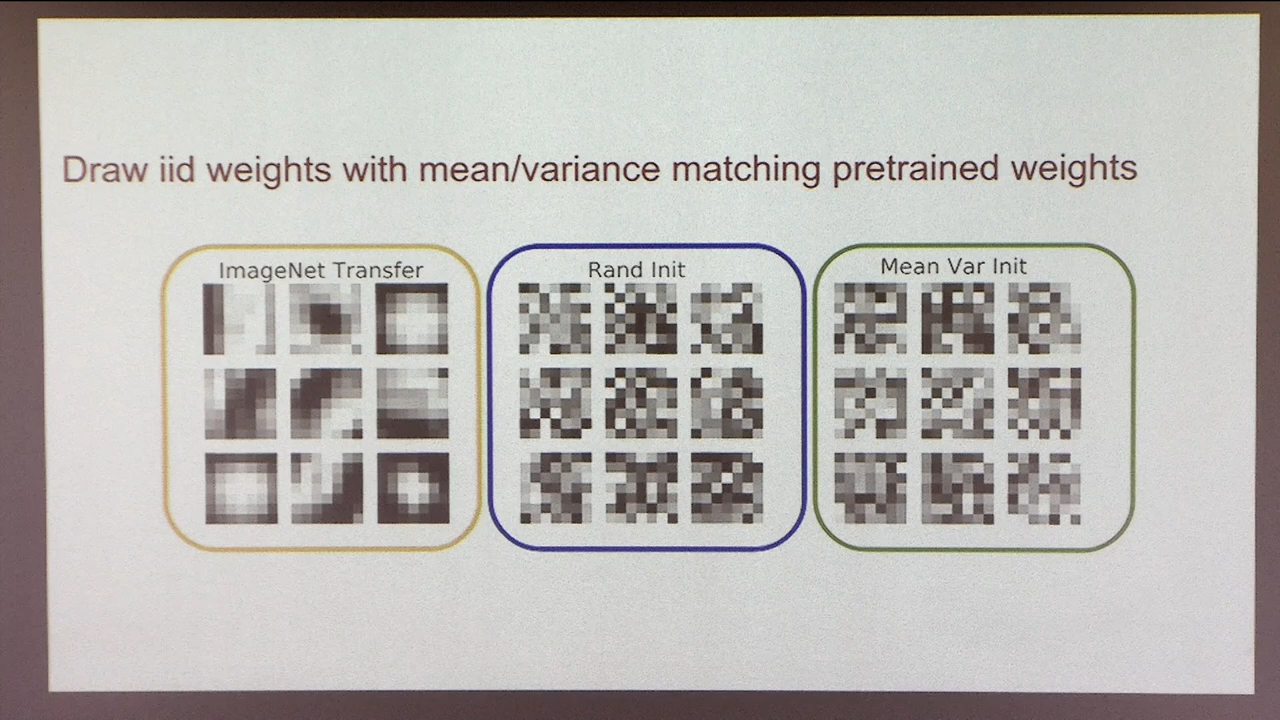 Draw iid weights with mean/variance matching pretrained weights
ImageNet Transfer
Rand Init
Mean Var Init